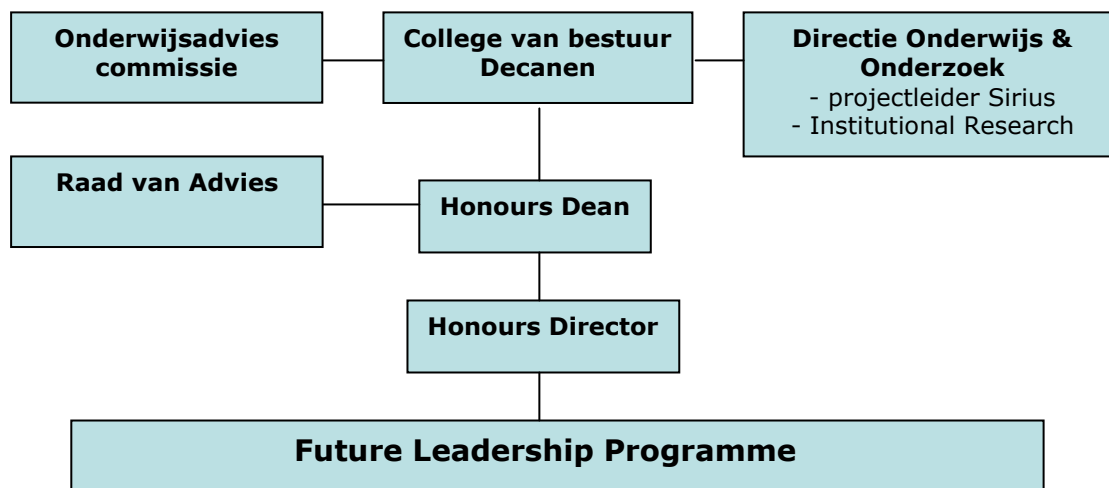 Onderwijsadvies
commissie
College van bestuur
Decanen
Directie Onderwijs &
Onderzoek
- projectleider Sirius
- Institutional Research
Raad van Advies
Honours Dean
Honours Director
Future Leadership Programme